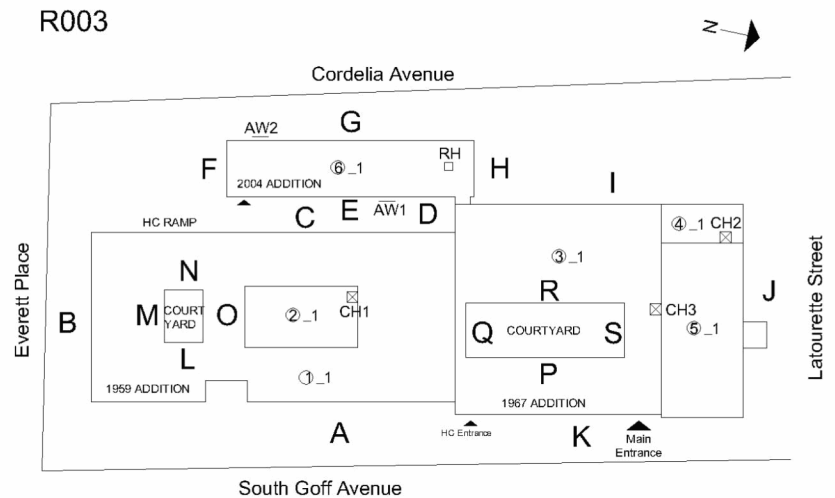 R003
N
Cordelia Avenue
AW2
G
F
6_1
RH
H
2004 ADDITION
I
C
E
AW1
D
HC RAMP
4_1
CH2
3_1
N
R
J
Everett Place
B
M
COURT
YARD
O
2_1
CH1
Q
COURTYARD
S
CH3
5_1
Latourette Street
L
P
1_1
1959 ADDITION
1967 ADDITION
A
HC Entrance
K
Main
Entrance
South Goff Avenue